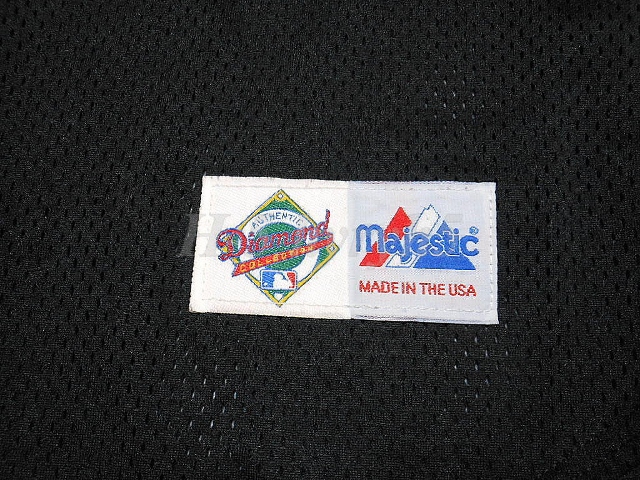 AUTHENTIC
Diamond
COLLECTION
Majestic®
MADE IN THE USA